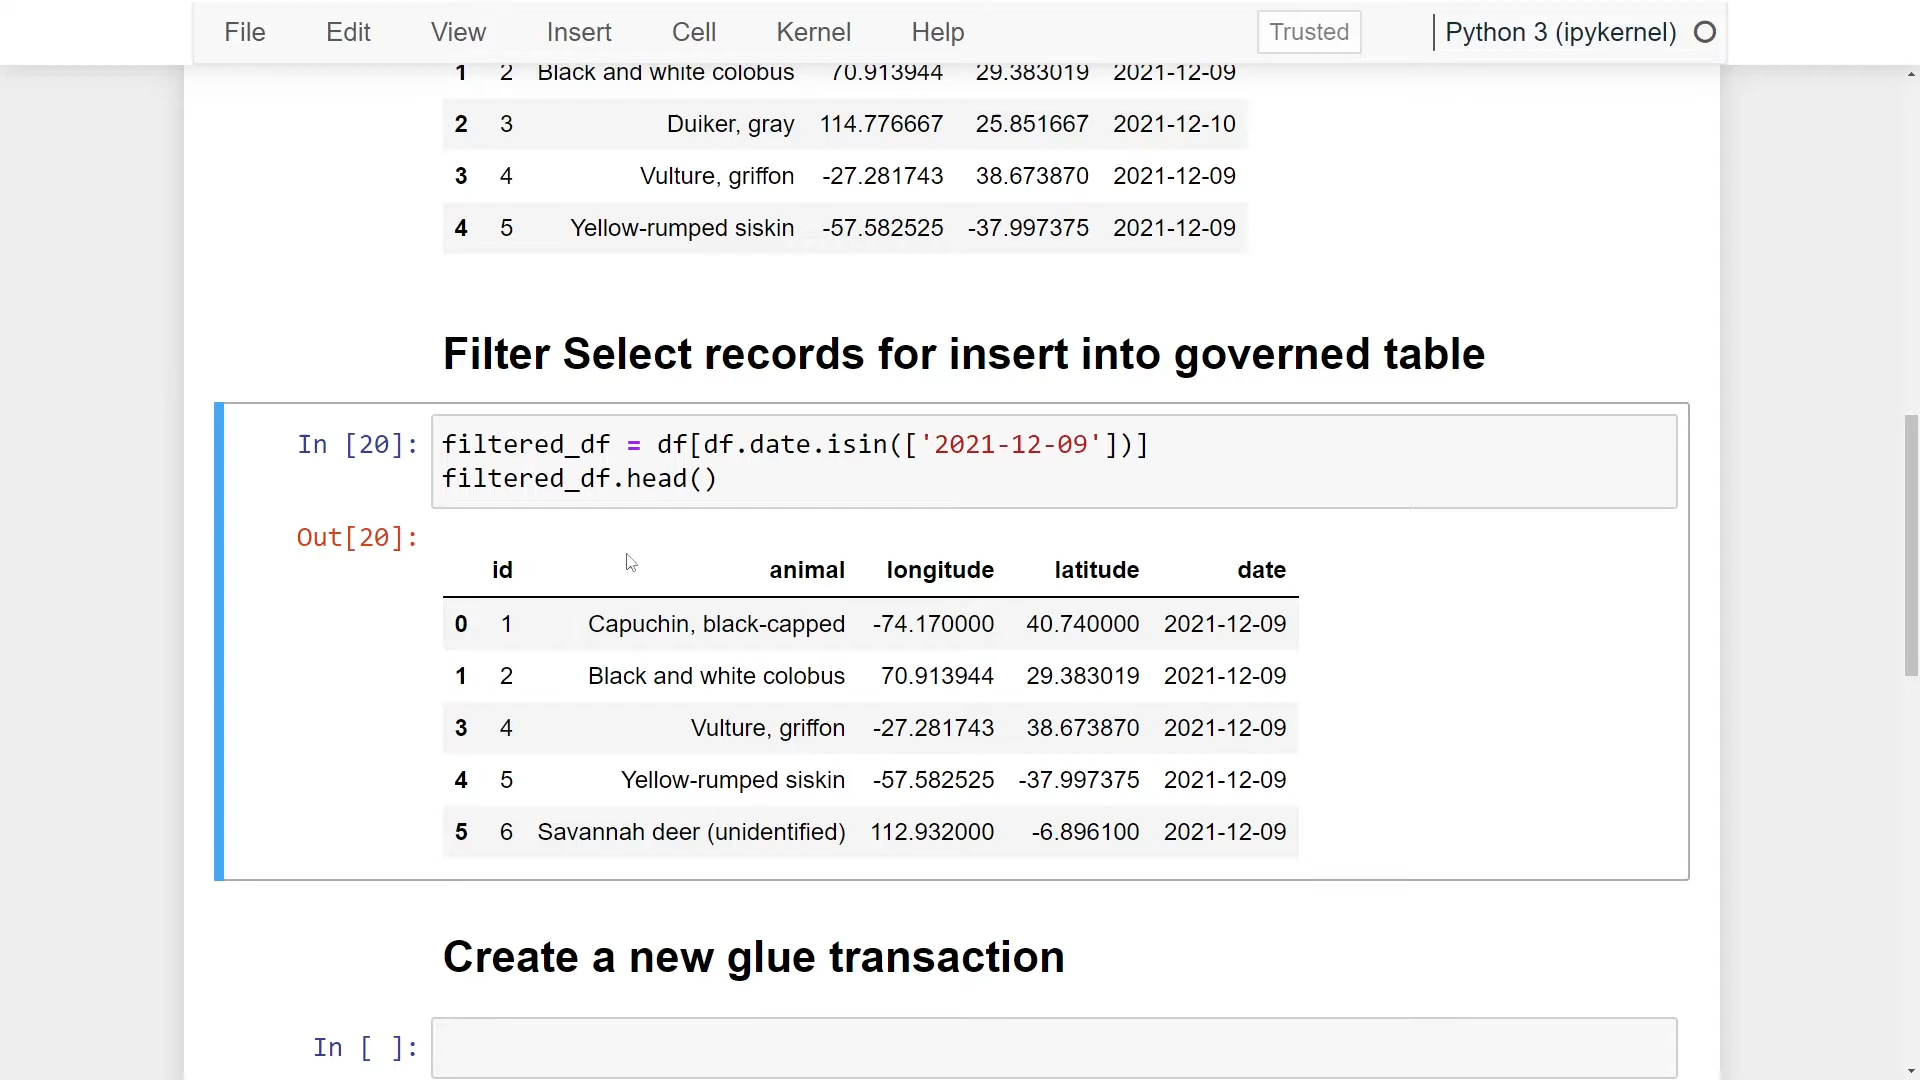 File Edit View Insert Cell Kernel Help Trusted Python 3 (ipykernel)
1 2 Black and white colobus 70.913944 29.383019 2021-12-09
2 3 Duiker, gray 114.776667 25.851667 2021-12-10
3 4 Vulture, griffon -27.281743 38.673870 2021-12-09
4 5 Yellow-rumped siskin -57.582525 -37.997375 2021-12-09
Filter Select records for insert into governed table
In [20]: filtered_df = df[df.date.isin(['2021-12-09'])]
filtered_df.head()
Out[20]:
id animal longitude latitude date
0 1 Capuchin, black-capped -74.170000 40.740000 2021-12-09
1 2 Black and white colobus 70.913944 29.383019 2021-12-09
3 4 Vulture, griffon -27.281743 38.673870 2021-12-09
4 5 Yellow-rumped siskin -57.582525 -37.997375 2021-12-09
5 6 Savannah deer (unidentified) 112.932000 -6.896100 2021-12-09
Create a new glue transaction
In [ ]: